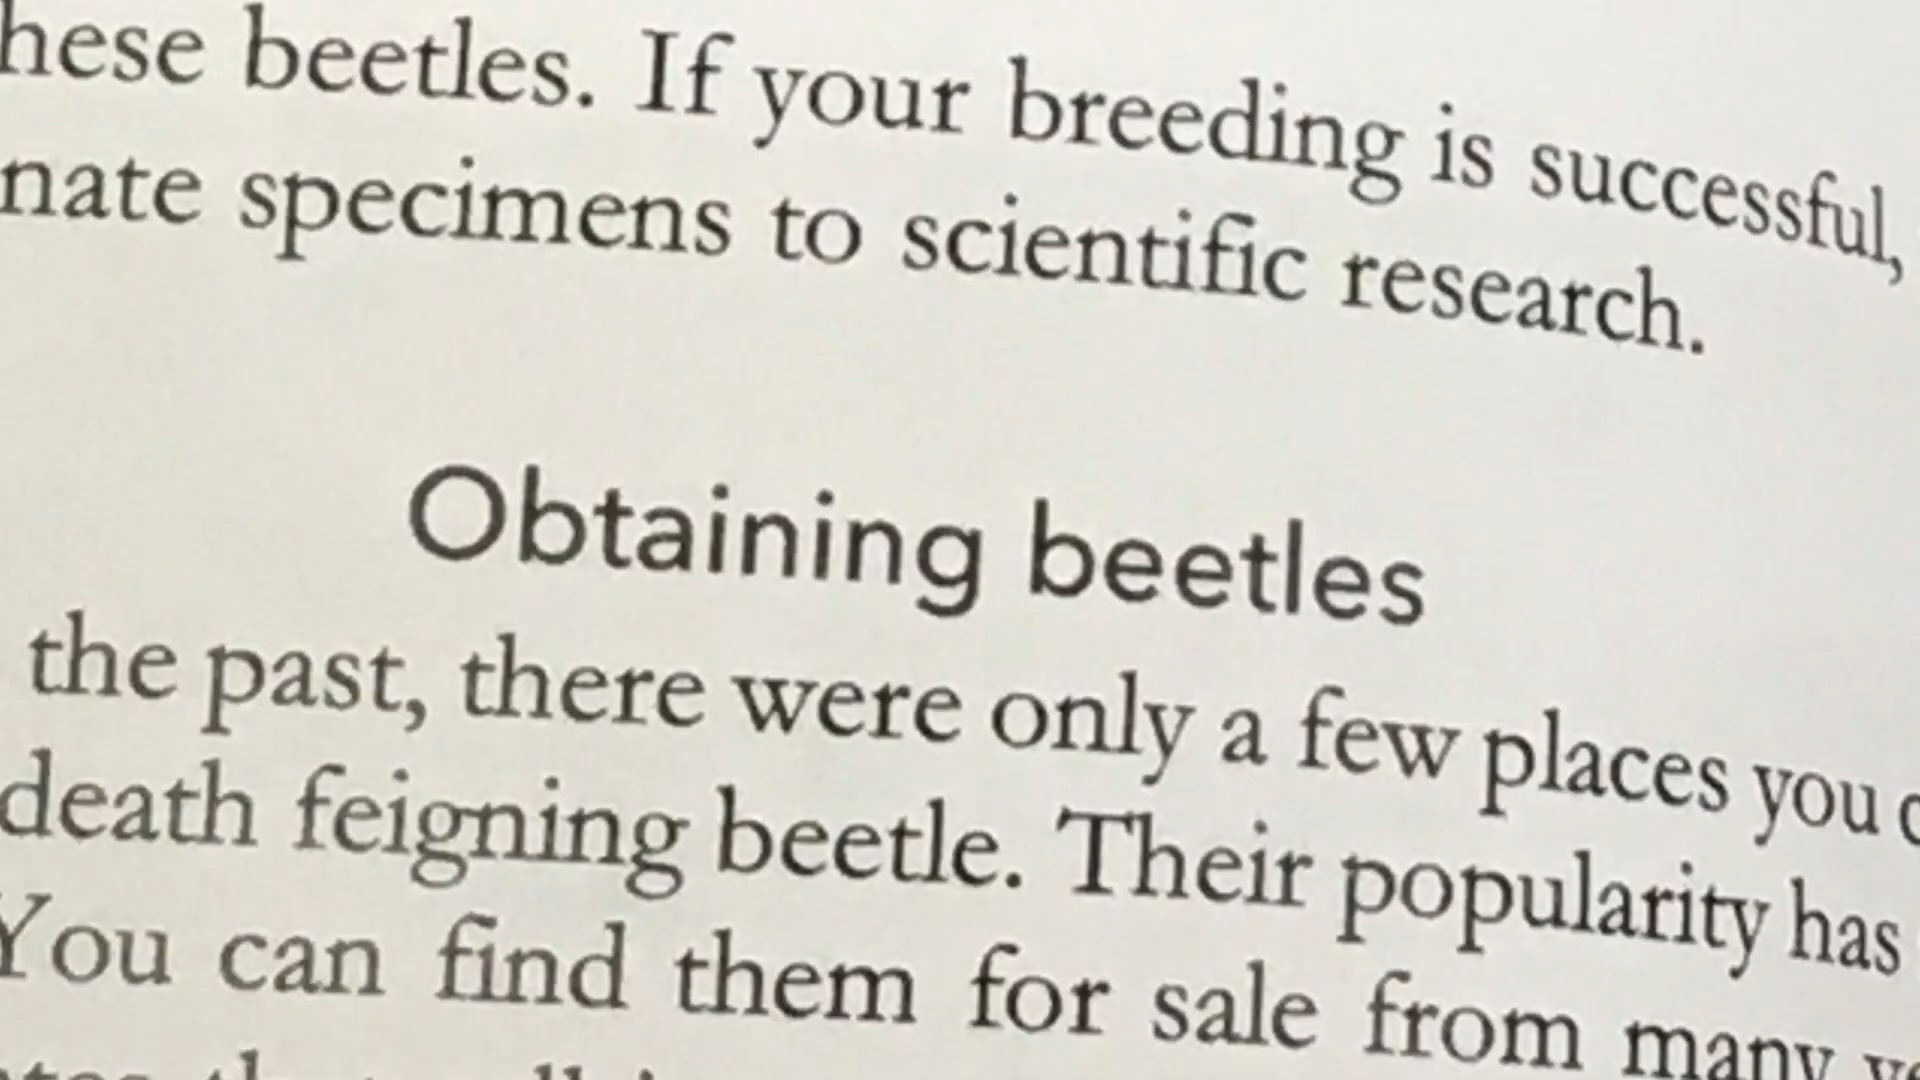 hese beetles. If your breeding is successful,
nate specimens to scientific research.
Obtaining beetles
the past, there were only a few places you
death feigning beetle. Their popularity has
You can find them for sale from many